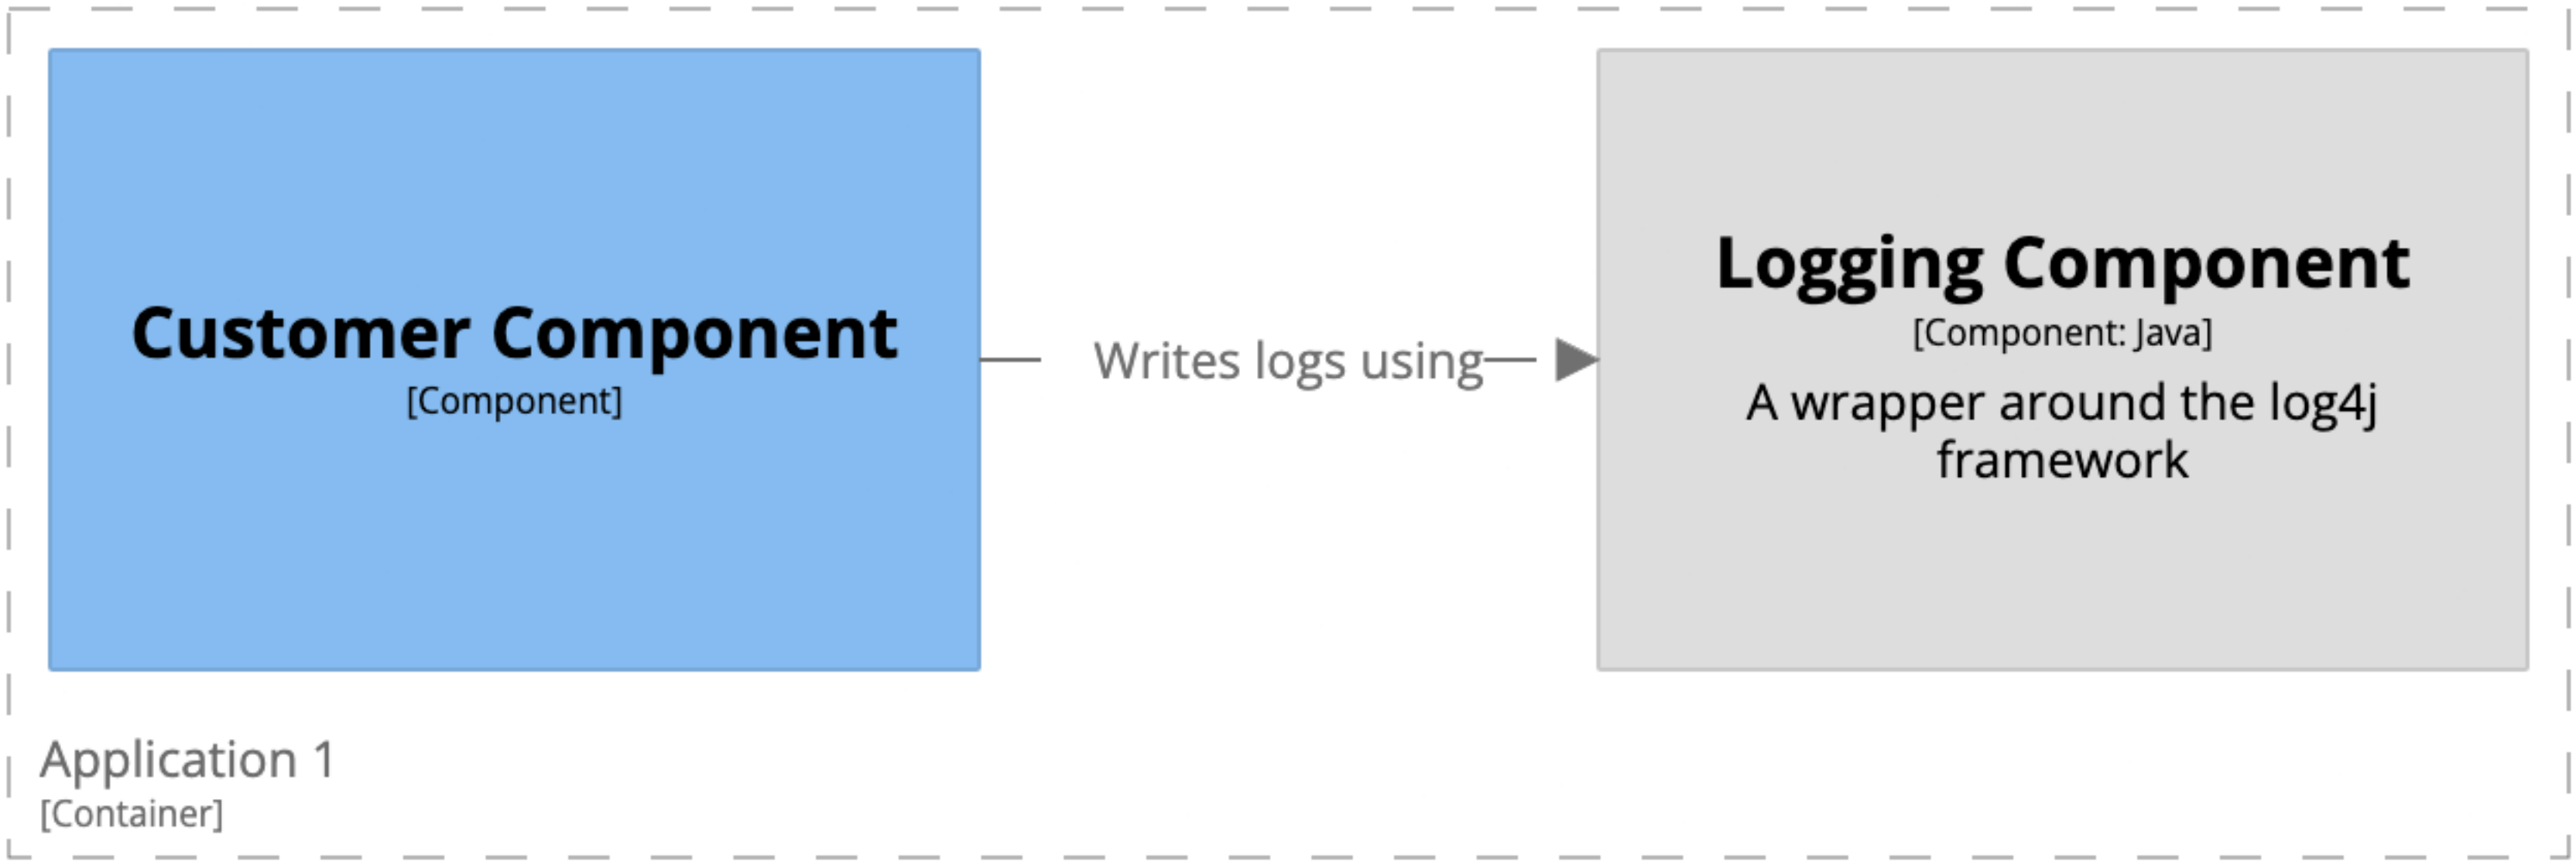 Customer Component
[Component]
Writes logs using
Logging Component
[Component: Java]
A wrapper around the log4j
framework
Application 1
[Container]